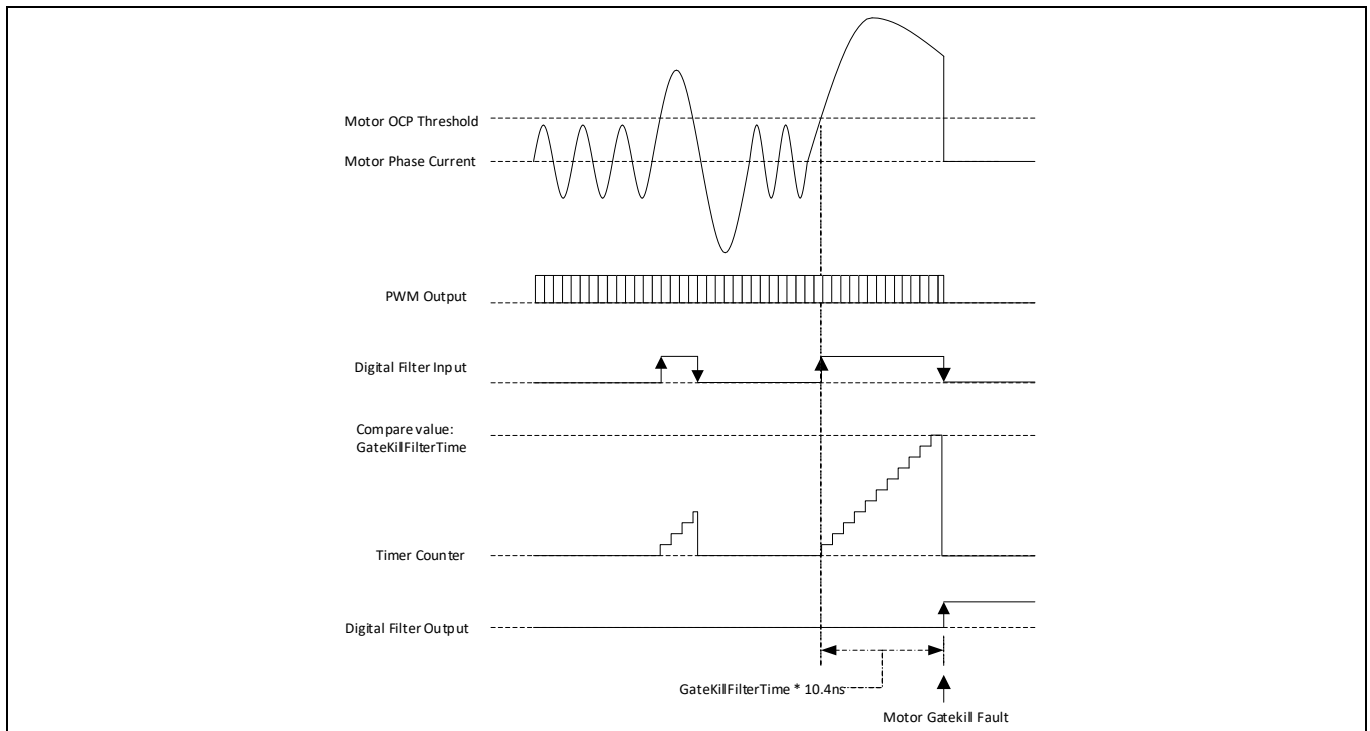 Motor OCP Threshold
Motor Phase Current
PWM Output
Digital Filter Input
Compare value:
GateKillFilterTime
Timer Counter
Digital Filter Output
GateKillFilterTime * 10.4ns
Motor Gatekill Fault